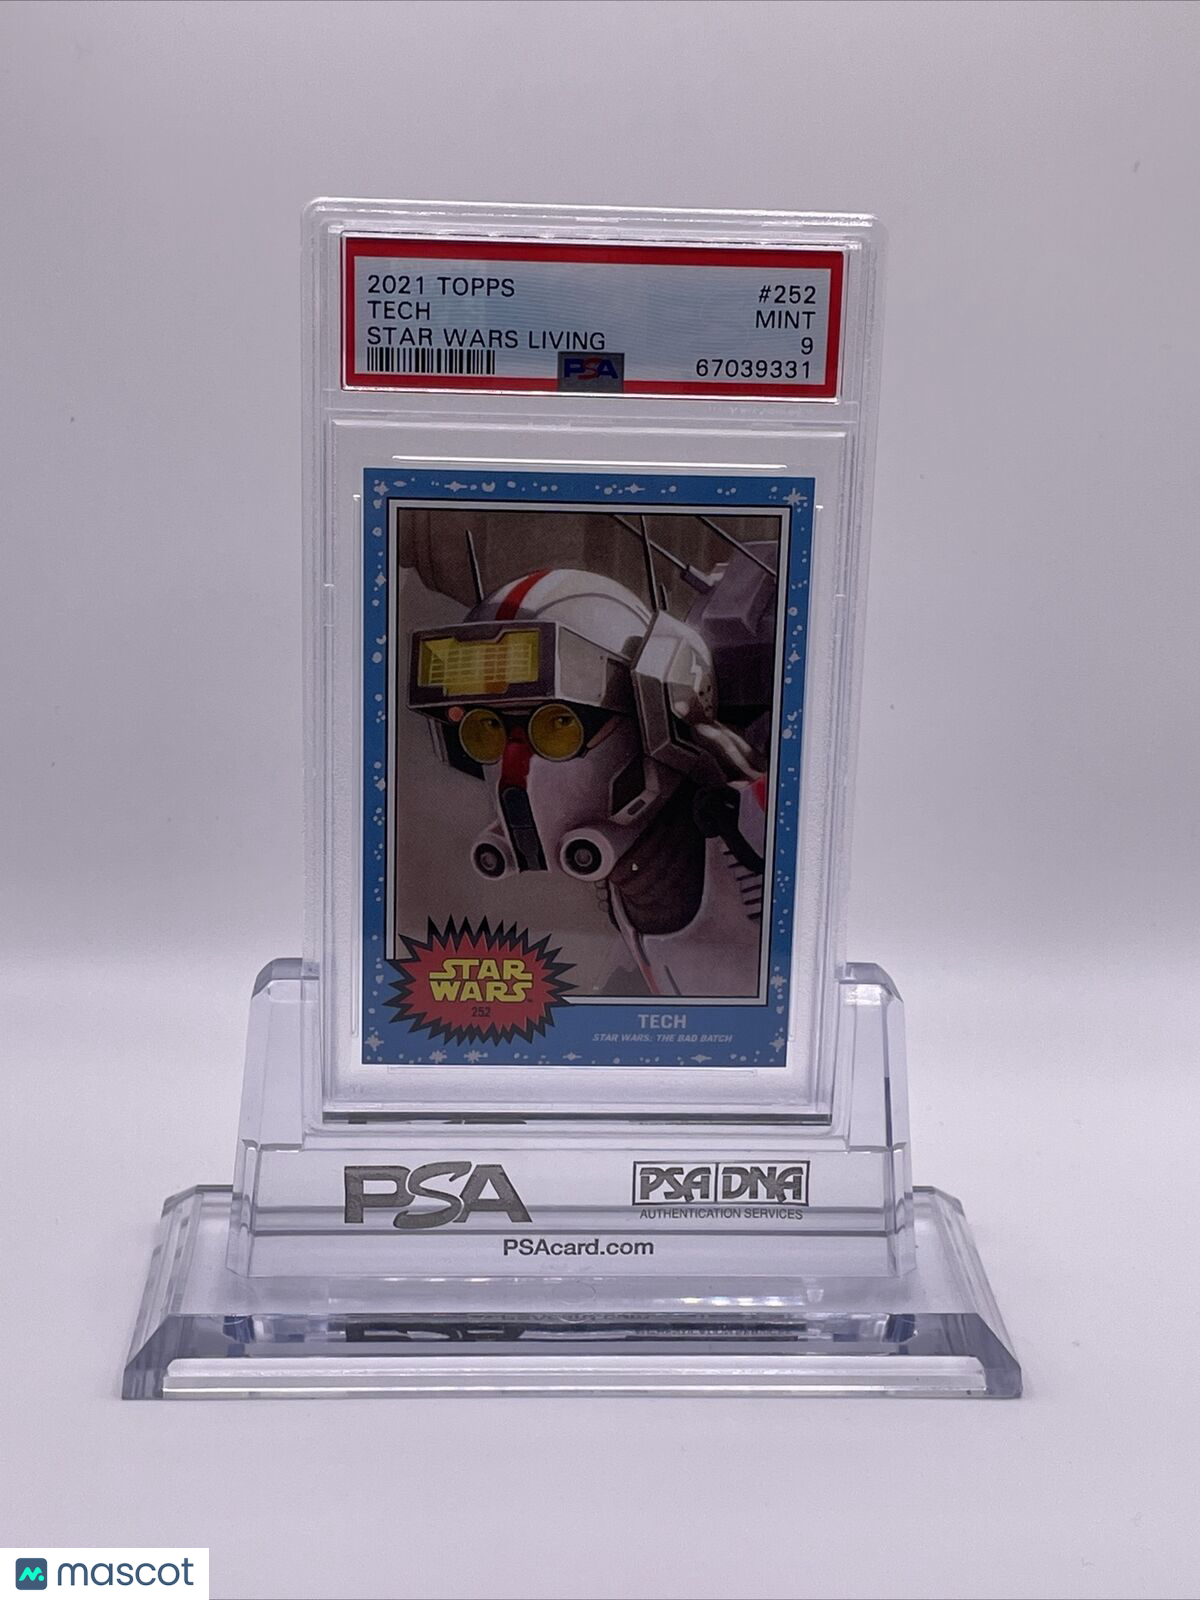 2021 TOPPS #252
TECH MINT
STAR WARS LIVING 9
PSA 67039331
STAR
WARS
252
TECH
STAR WARS: THE BAD BATCH
PSA PSA DNA
AUTHENTICATION SERVICES
PSAcard.com
mascot